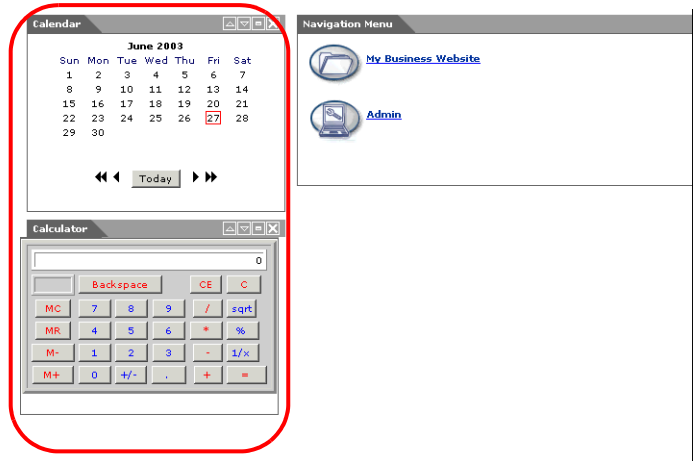 Calendar
June 2003
Sun Mon Tue Wed Thu Fri Sat
1 2 3 4 5 6 7
8 9 10 11 12 13 14
15 16 17 18 19 20 21
22 23 24 25 26 27 28
29 30
Today
Calculator
0
Backspace CE C
MC 7 8 9 / sqrt
MR 4 5 6 * %
M- 1 2 3 - 1/x
M+ 0 +/- . + =
Navigation Menu
My Business Website
Admin